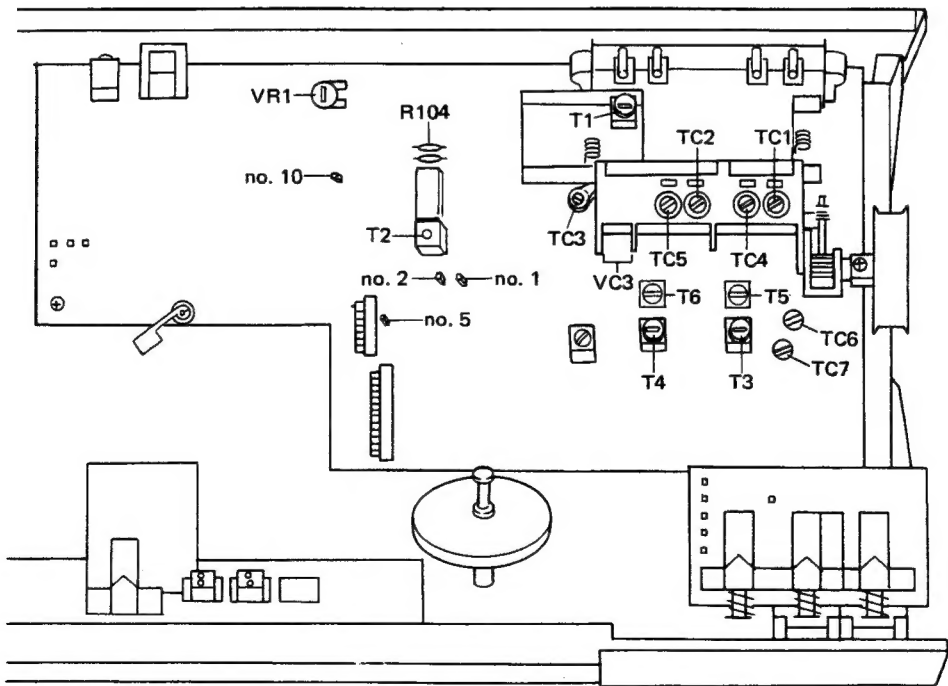 VR1
R104
T1
TC2
TC1
no. 10
T2
TC3
TC5
TC4
no. 2
no. 1
VC3
T6
T5
no. 5
TC6
TC7
T4
T3